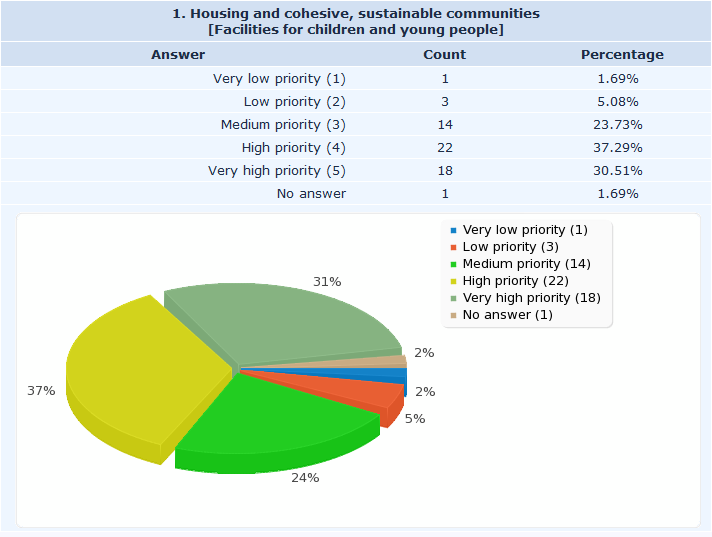 1. Housing and cohesive, sustainable communities
[Facilities for children and young people]
Answer Count Percentage
Very low priority (1) 1 1.69%
Low priority (2) 3 5.08%
Medium priority (3) 14 23.73%
High priority (4) 22 37.29%
Very high priority (5) 18 30.51%
No answer 1 1.69%
Very low priority (1)
Low priority (3)
Medium priority (14)
High priority (22)
Very high priority (18)
No answer (1)
31%
2%
2%
37%
5%
24%